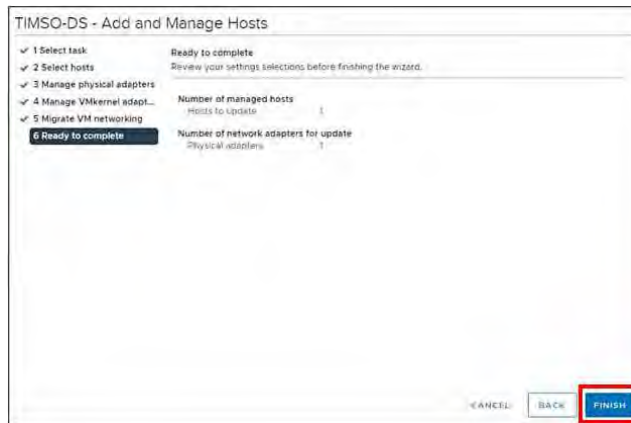 TIMSO-DS - Add and Manage Hosts
✓ 1 Select task
✓ 2 Select hosts
✓ 3 Manage physical adapters
✓ 4 Manage VMkernel adapt...
✓ 5 Migrate VM networking
6 Ready to complete
Ready to complete
Review your settings selections before finishing the wizard.
Number of managed hosts
Hosts to update 1
Number of network adapters for update
Physical adapters 1
CANCEL BACK FINISH